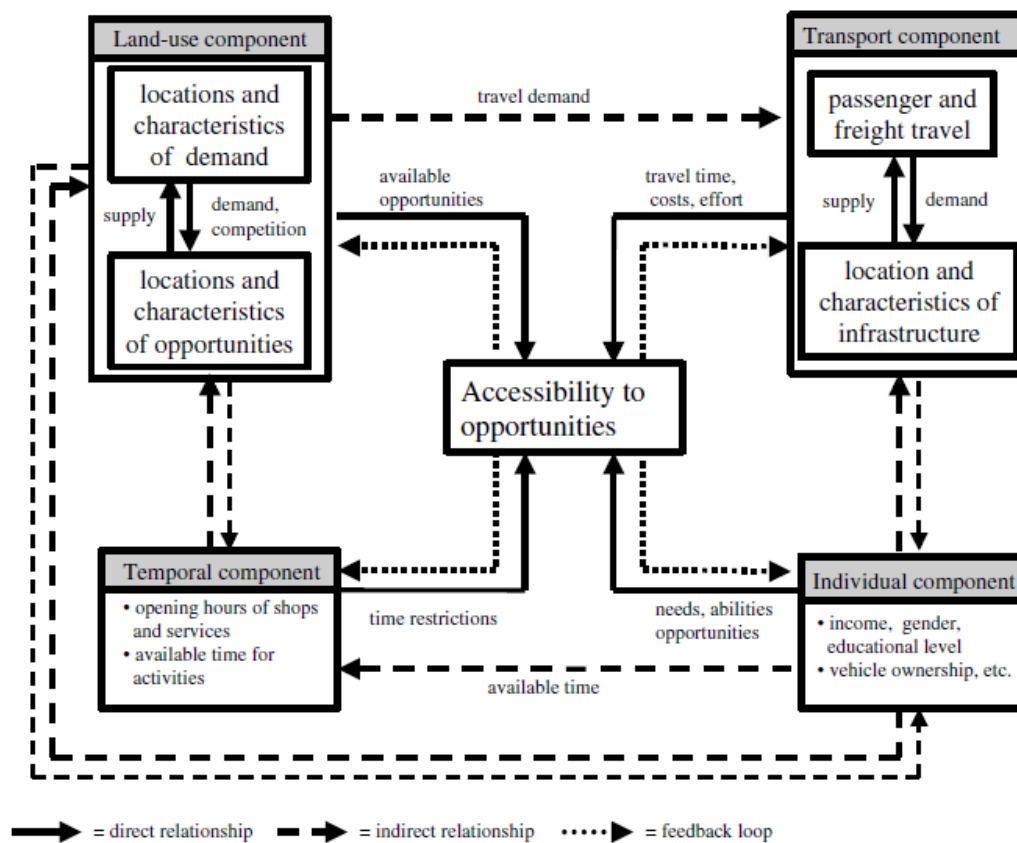 Land-use component
locations and
characteristics
of demand
supply
demand,
competition
locations and
characteristics
of opportunities
travel demand
available
opportunities
travel time,
costs, effort
Transport component
passenger and
freight travel
supply
demand
location and
characteristics of
infrastructure
Accessibility to
opportunities
Temporal component
• opening hours of shops
and services
• available time for
activities
time restrictions
available time
needs, abilities
opportunities
Individual component
• income, gender,
educational level
• vehicle ownership, etc.
= direct relationship
= indirect relationship
= feedback loop